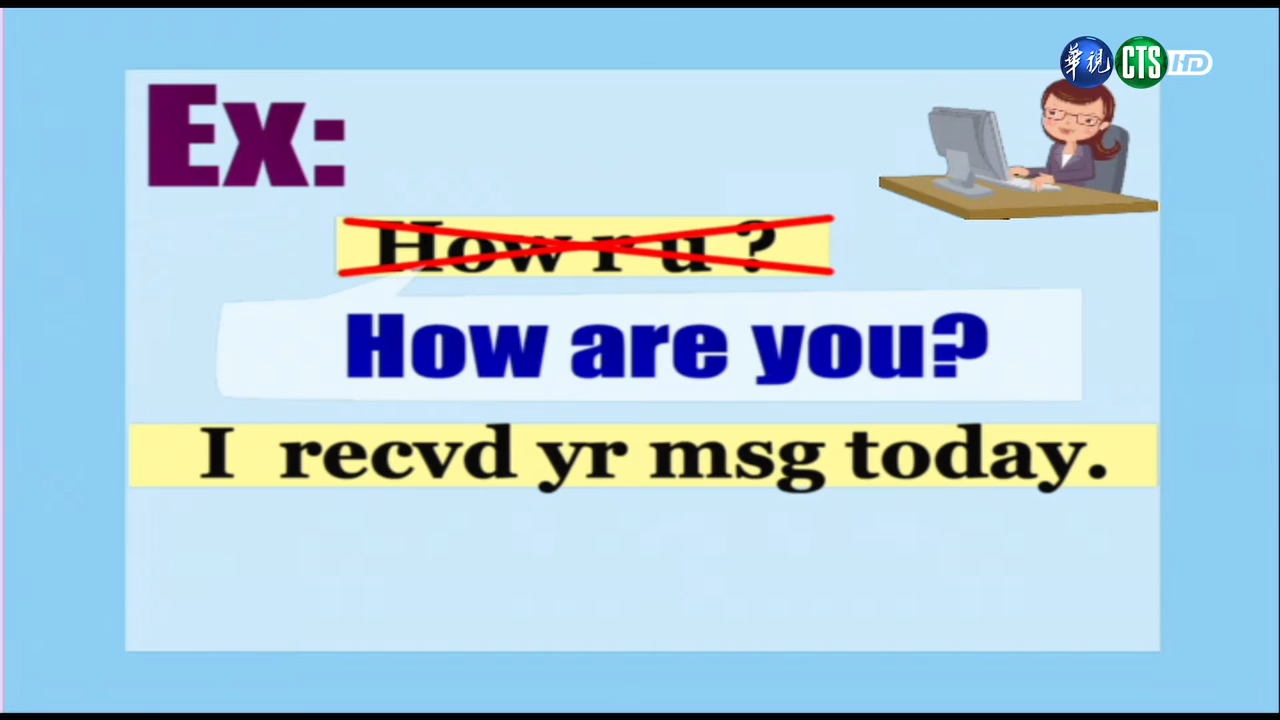 華視 CTS HD
Ex:
How r u ?
How are you?
I recvd yr msg today.